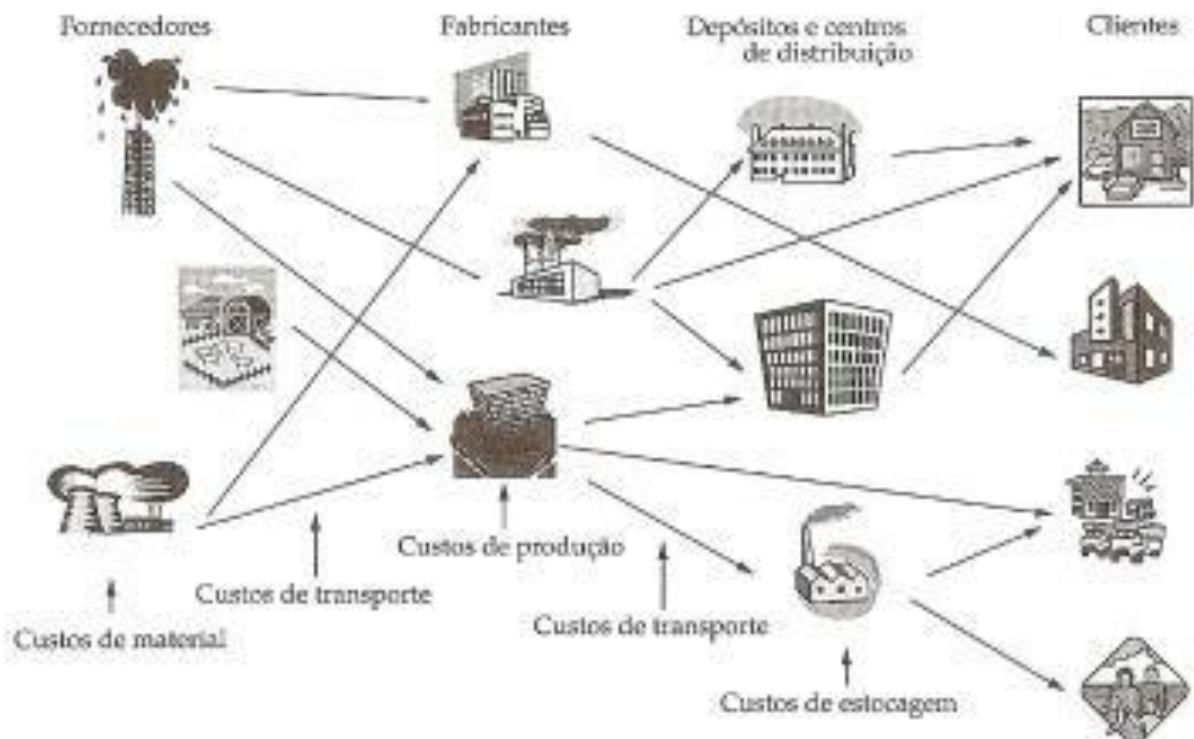 Fornecedores
Fabricantes
Depósitos e centros
de distribuição
Clientes
Custos de produção
Custos de transporte
Custos de transporte
Custos de material
Custos de estocagem